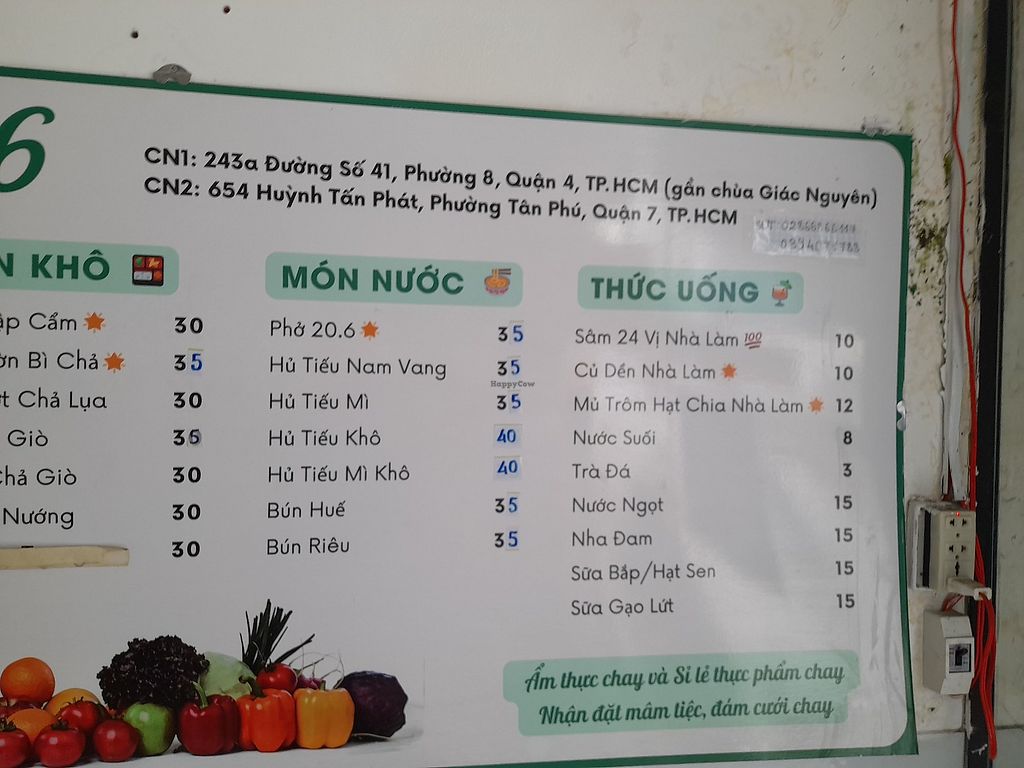 6
CN1: 243a Đường Số 41, Phường 8, Quận 4, TP.HCM (gần chùa Giác Nguyên)
CN2: 654 Huỳnh Tấn Phát, Phường Tân Phú, Quận 7, TP.HCM
N KHÔ
ập Cẩm 30
ờn Bì Chả 35
t Chả Lụa 30
Giò 35
Chả Giò 30
Nướng 30
30
MÓN NƯỚC
Phở 20.6 35
Hủ Tiếu Nam Vang 35
HappyCow
Hủ Tiếu Mì 35
Hủ Tiếu Khô 40
Hủ Tiếu Mì Khô 40
Bún Huế 35
Bún Riêu 35
THỨC UỐNG
Sâm 24 Vị Nhà Làm 100 10
Củ Dền Nhà Làm 10
Mủ Trôm Hạt Chia Nhà Làm 12
Nước Suối 8
Trà Đá 3
Nước Ngọt 15
Nha Đam 15
Sữa Bắp/Hạt Sen 15
Sữa Gạo Lứt 15
Ẩm thực chay và Sỉ lẻ thực phẩm chay
Nhận đặt mâm tiệc, đám cưới chay